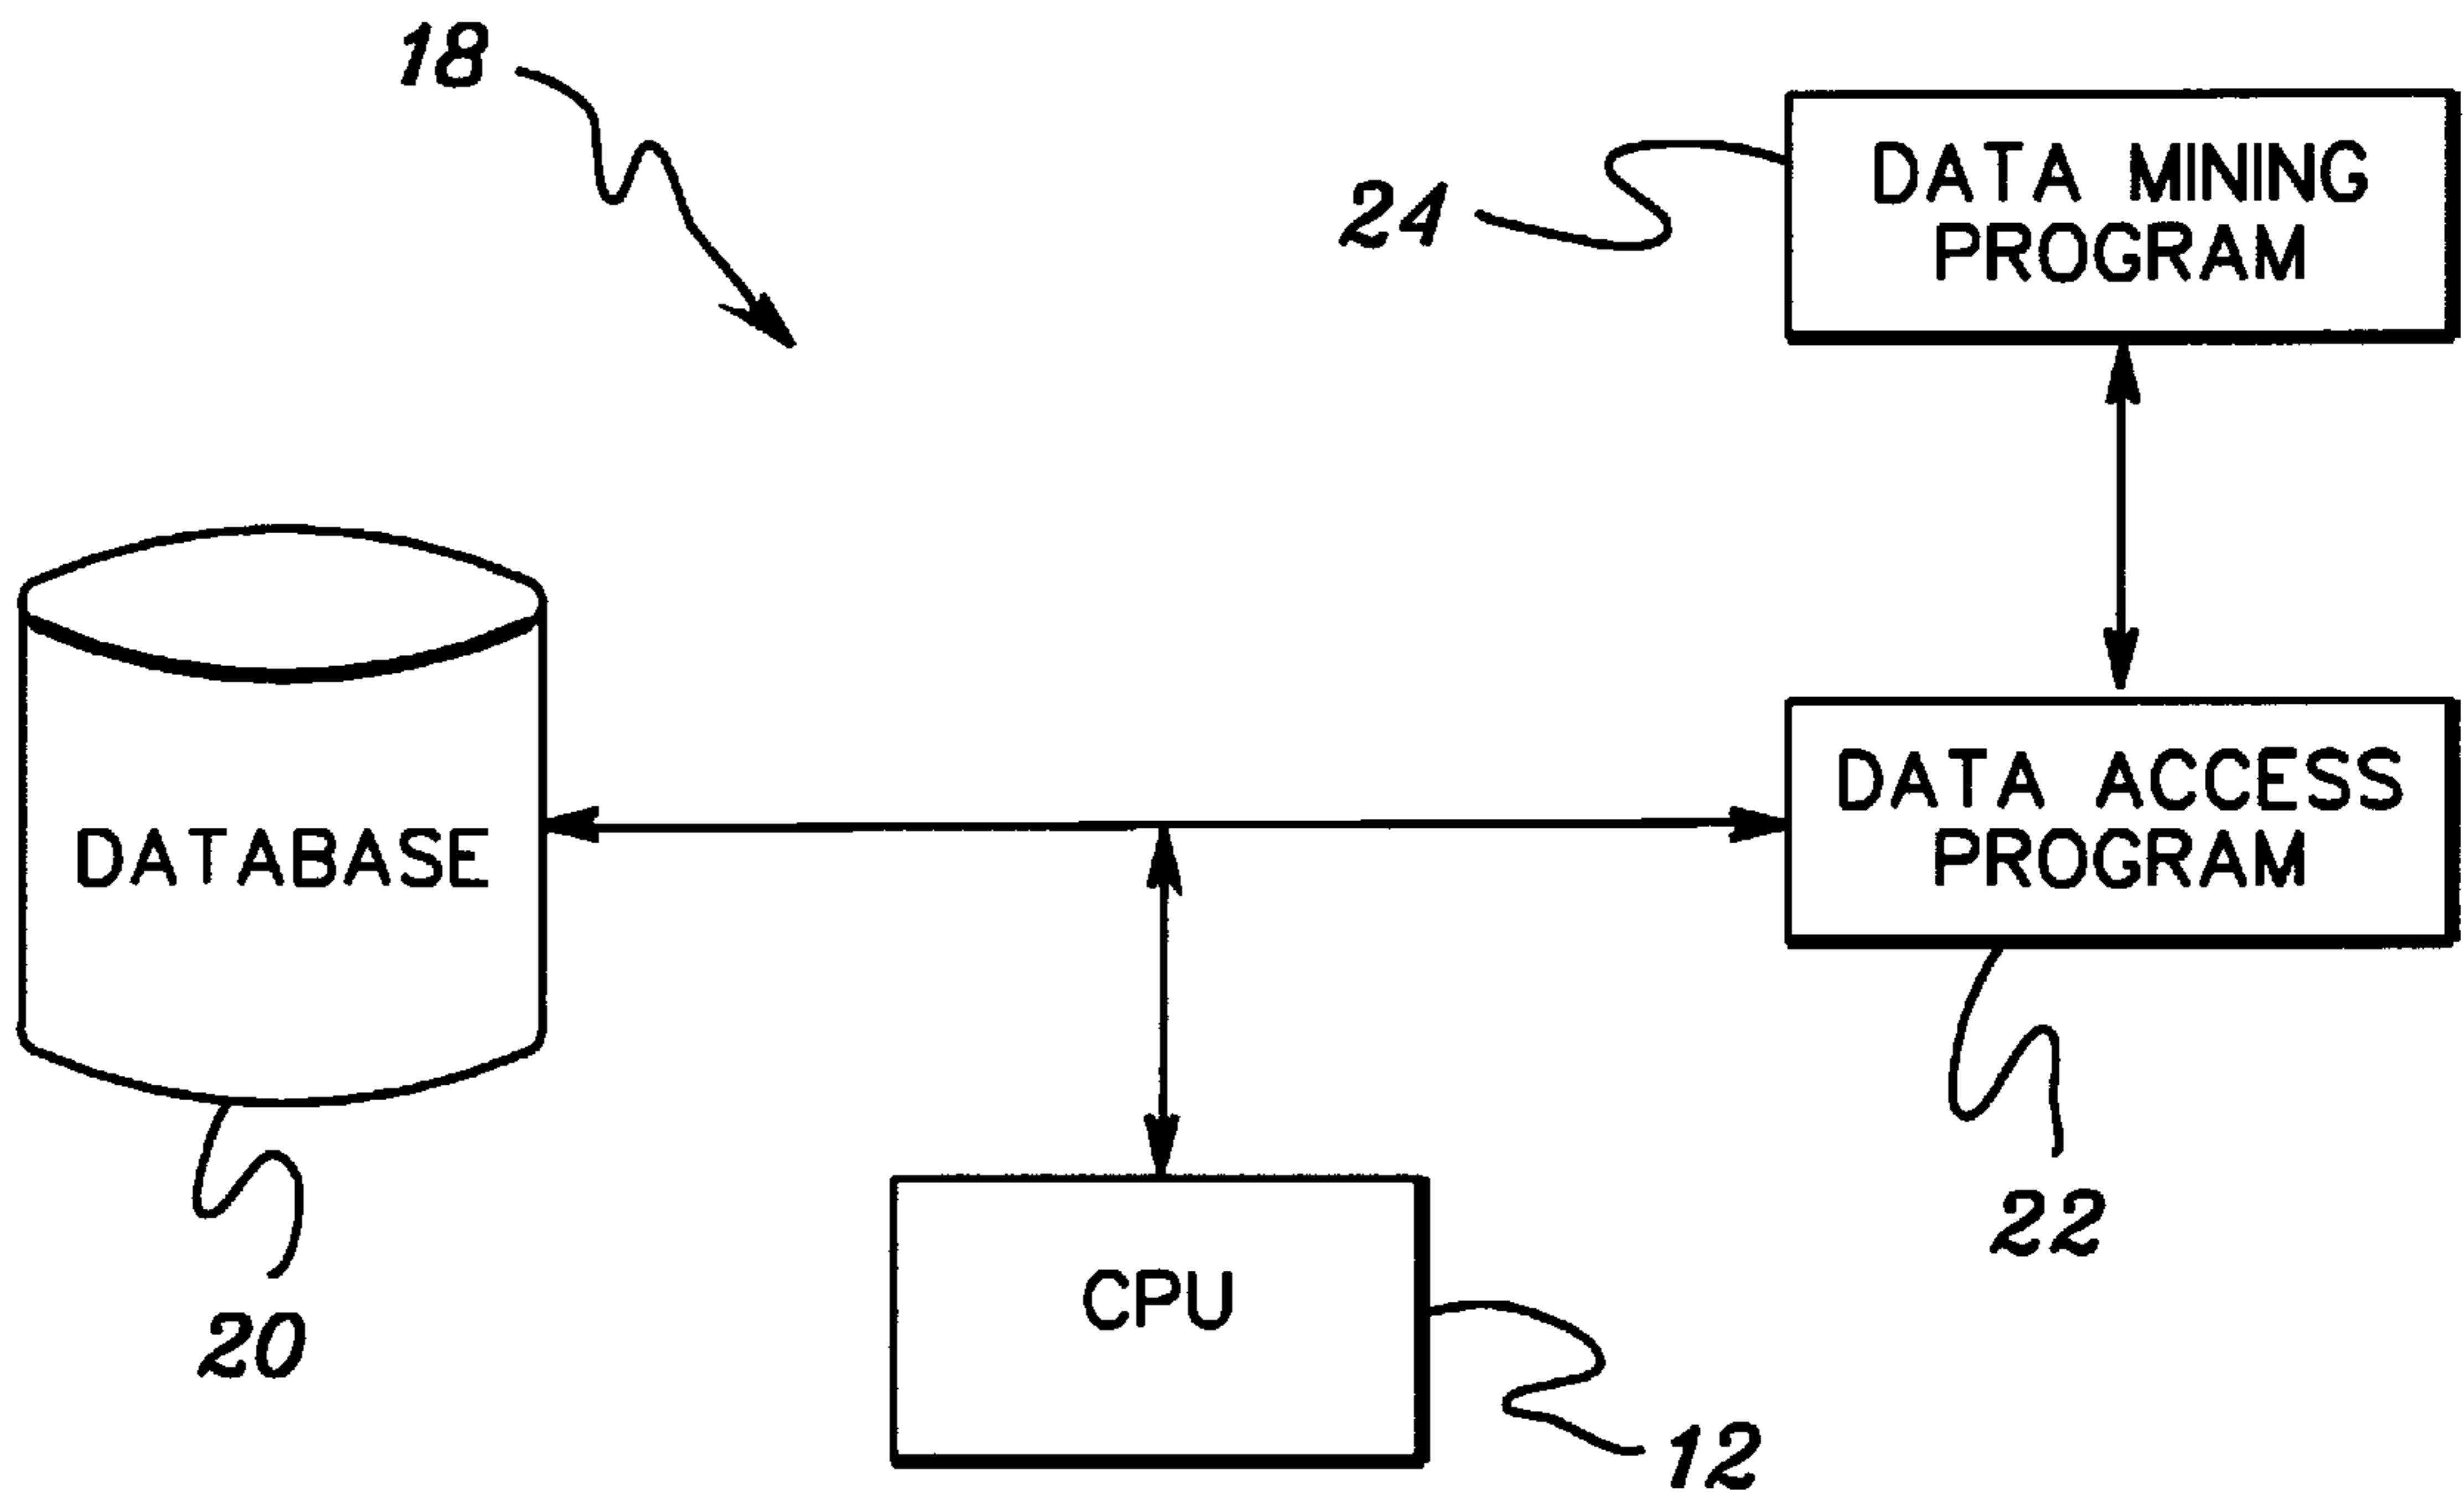 18
24
DATA MINING
PROGRAM
DATABASE
DATA ACCESS
PROGRAM
22
20
CPU
12